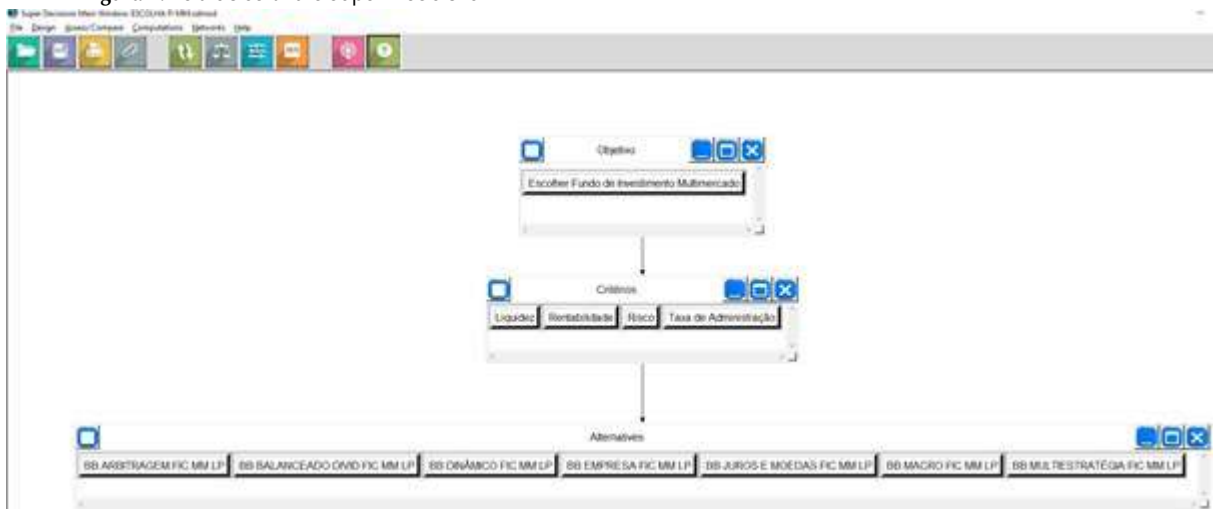 Super Decisions Main Window: ESCOLHA FI MM.sdmod
File Design Assess/Compare Computations Networks Help
Objetivo
Escolher Fundo de Investimento Multimercado
Critérios
Liquidez Rentabilidade Risco Taxa de Administração
Alternatives
BB ARBITRAGEM FIC MM LP BB BALANCEADO DIVID FIC MM LP BB DINÂMICO FIC MM LP BB EMPRESA FIC MM LP BB JUROS E MOEDAS FIC MM LP BB MACRO FIC MM LP BB MULTIESTRATÉGIA FIC MM LP